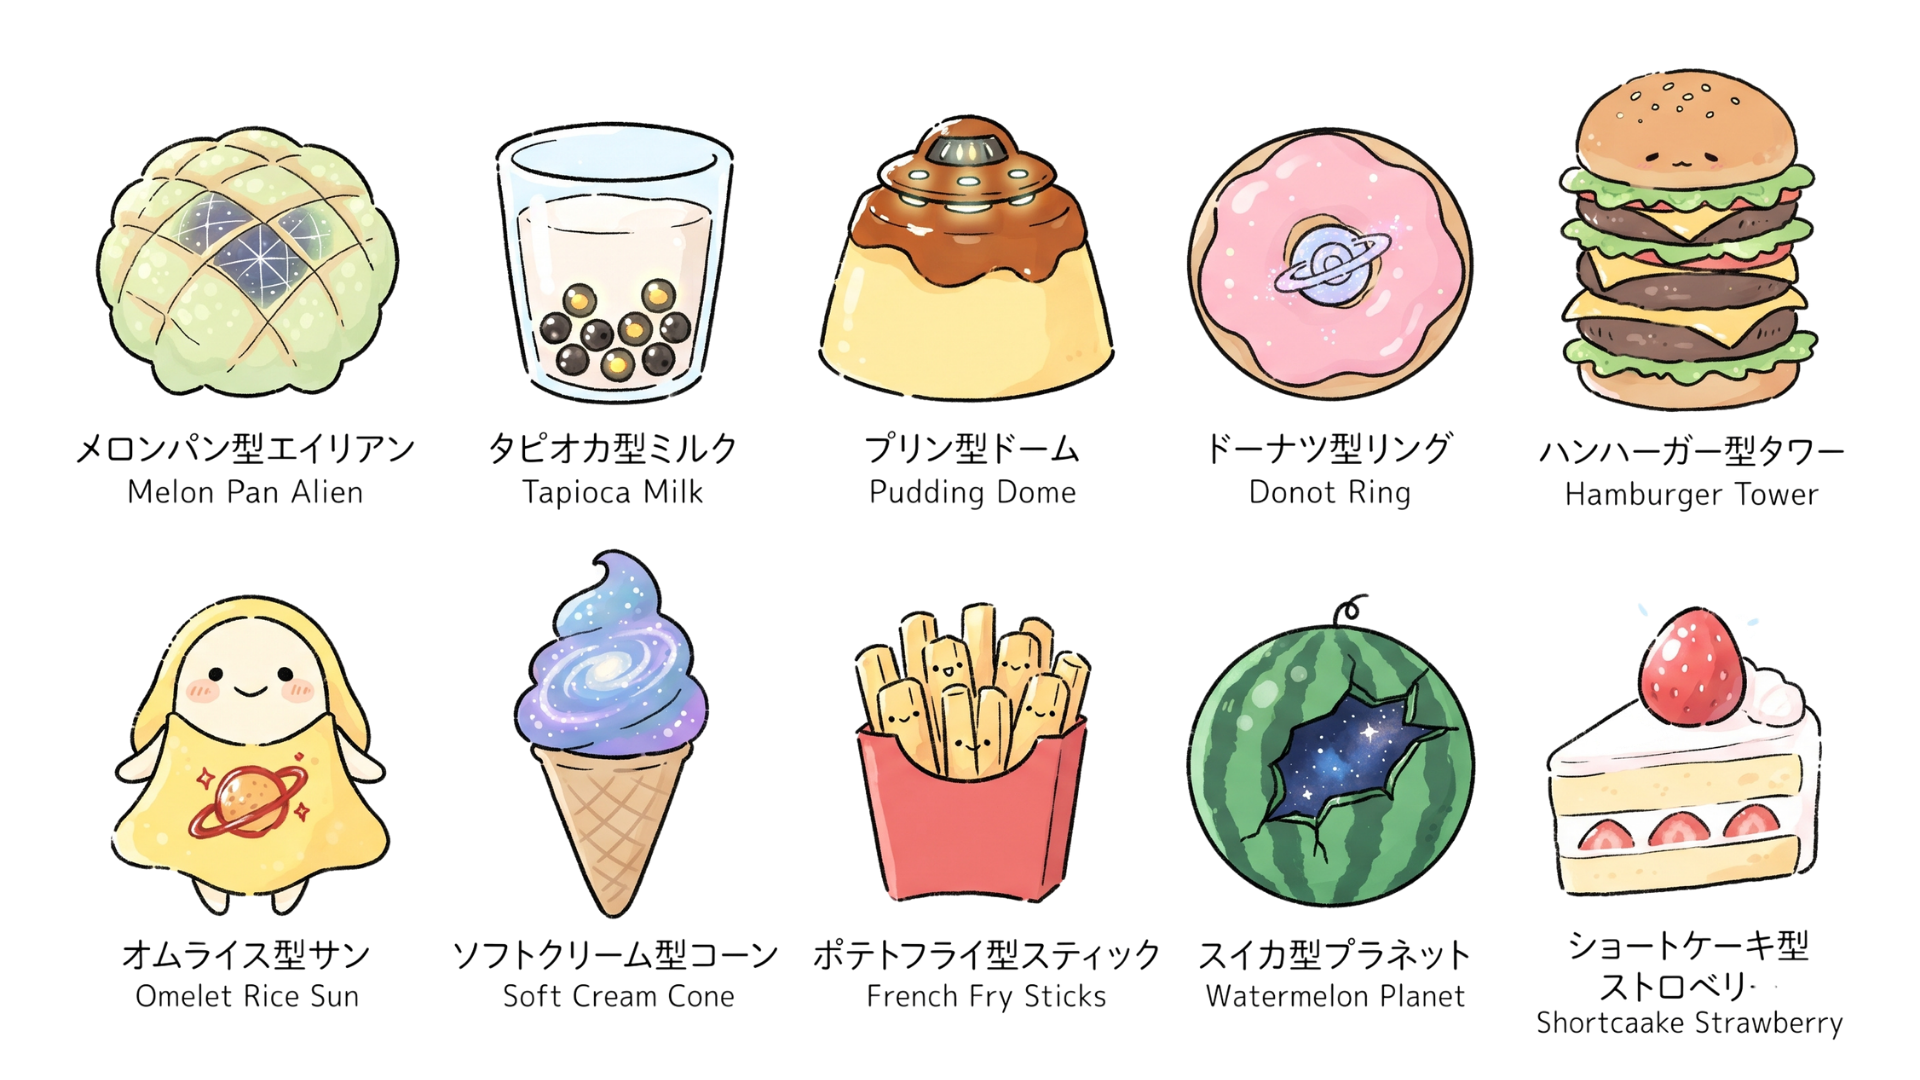 メロンパン型エイリアン
Melon Pan Alien
タピオカ型ミルク
Tapioca Milk
プリン型ドーム
Pudding Dome
ドーナツ型リング
Donot Ring
ハンハーガー型タワー
Hamburger Tower
オムライス型サン
Omelet Rice Sun
ソフトクリーム型コーン
Soft Cream Cone
ポテトフライ型スティック
French Fry Sticks
スイカ型プラネット
Watermelon Planet
ショートケーキ型
ストロベリ-
Shortcaake Strawberry